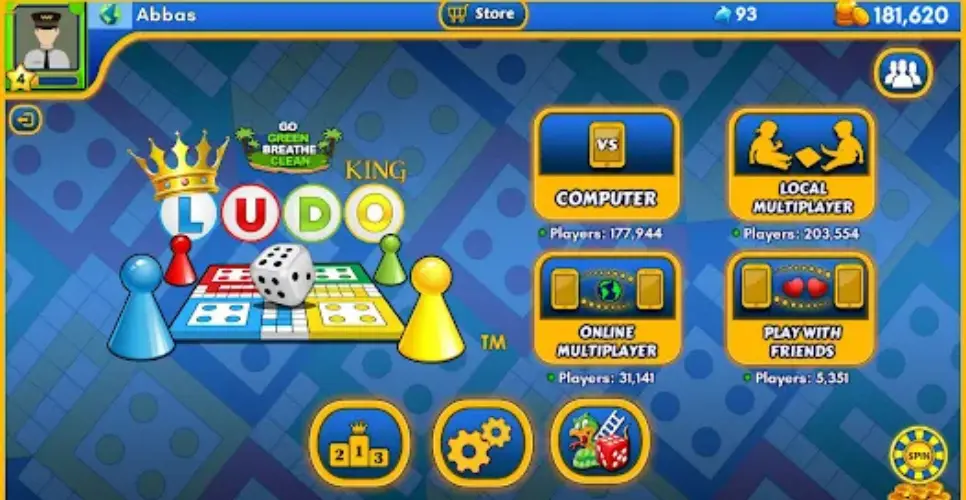 Abbas
Store
93
181,620
4
GO
GREEN
BREATHE
CLEAN
KING
LUDO
TM
VS
COMPUTER
Players: 177,944
LOCAL
MULTIPLAYER
Players: 203,554
ONLINE
MULTIPLAYER
Players: 31,141
PLAY WITH
FRIENDS
Players: 5,351
2 1 3
SPIN